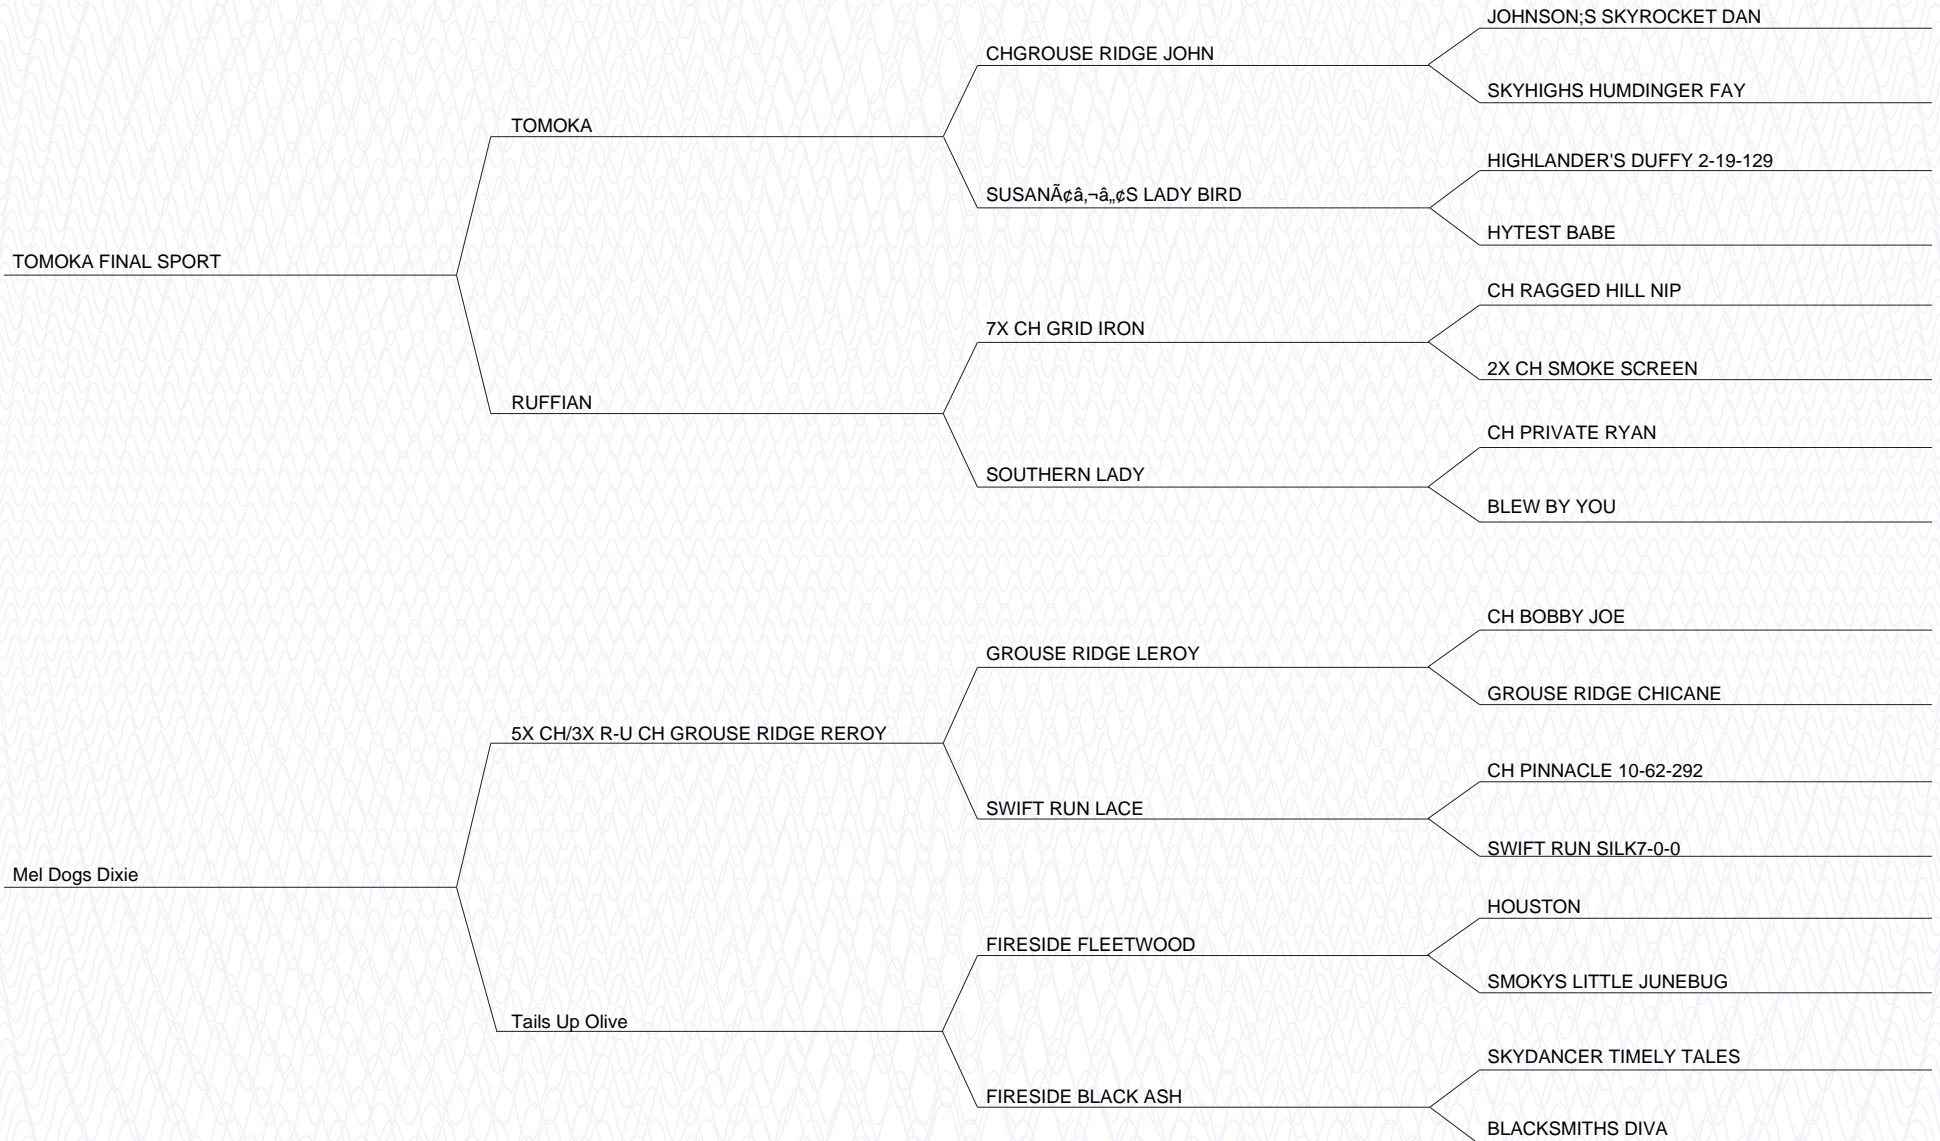 JOHNSON;S SKYROCKET DAN
CHGROUSE RIDGE JOHN
SKYHIGHS HUMDINGER FAY
TOMOKA
HIGHLANDER'S DUFFY 2-19-129
SUSANÃ¢â‚¬â„¢S LADY BIRD
HYTEST BABE
TOMOKA FINAL SPORT
CH RAGGED HILL NIP
7X CH GRID IRON
2X CH SMOKE SCREEN
RUFFIAN
CH PRIVATE RYAN
SOUTHERN LADY
BLEW BY YOU
CH BOBBY JOE
GROUSE RIDGE LEROY
GROUSE RIDGE CHICANE
5X CH/3X R-U CH GROUSE RIDGE REROY
CH PINNACLE 10-62-292
SWIFT RUN LACE
SWIFT RUN SILK7-0-0
Mel Dogs Dixie
HOUSTON
FIRESIDE FLEETWOOD
SMOKYS LITTLE JUNEBUG
Tails Up Olive
SKYDANCER TIMELY TALES
FIRESIDE BLACK ASH
BLACKSMITHS DIVA